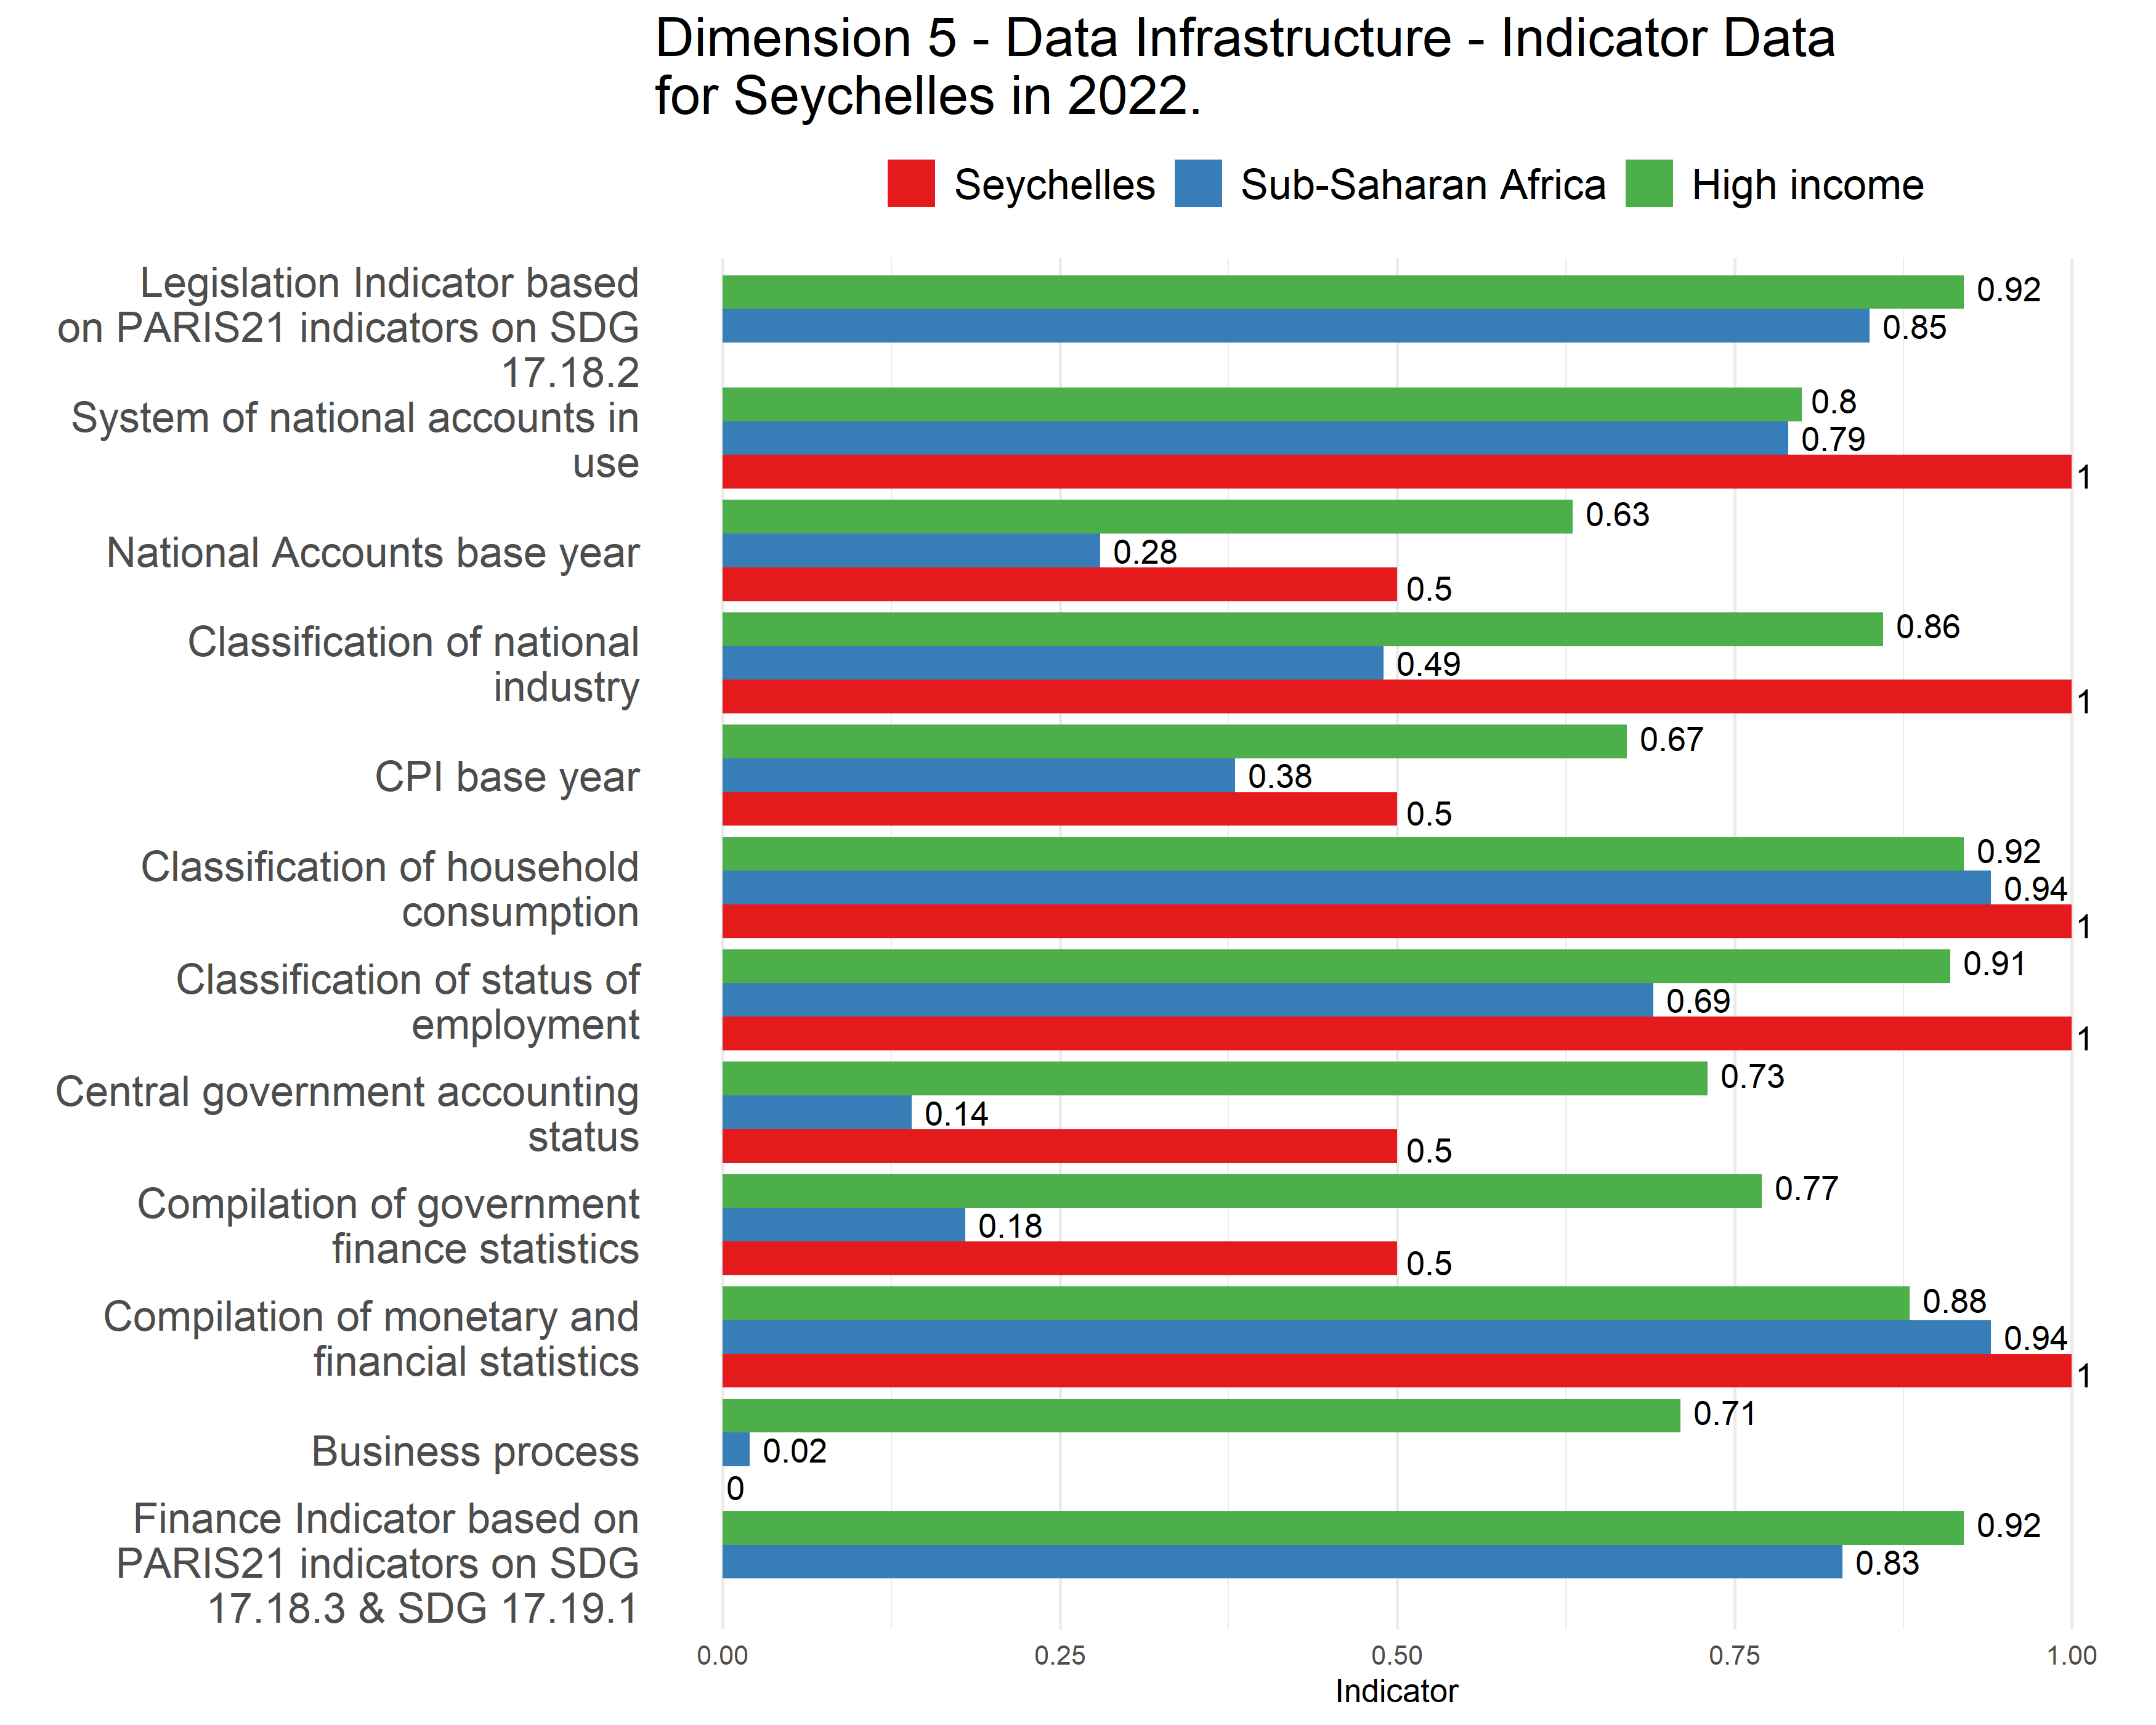 Dimension 5 - Data Infrastructure - Indicator Data
for Seychelles in 2022.
Seychelles Sub-Saharan Africa High income
Legislation Indicator based
on PARIS21 indicators on SDG
17.18.2
0.92
0.85
System of national accounts in
use
0.8
0.79
1
National Accounts base year
0.63
0.28
0.5
Classification of national
industry
0.86
0.49
1
CPI base year
0.67
0.38
0.5
Classification of household
consumption
0.92
0.94
1
Classification of status of
employment
0.91
0.69
1
Central government accounting
status
0.73
0.14
0.5
Compilation of government
finance statistics
0.77
0.18
0.5
Compilation of monetary and
financial statistics
0.88
0.94
1
Business process
0.71
0.02
0
Finance Indicator based on
PARIS21 indicators on SDG
17.18.3 & SDG 17.19.1
0.92
0.83
0.00 0.25 0.50 0.75 1.00
Indicator